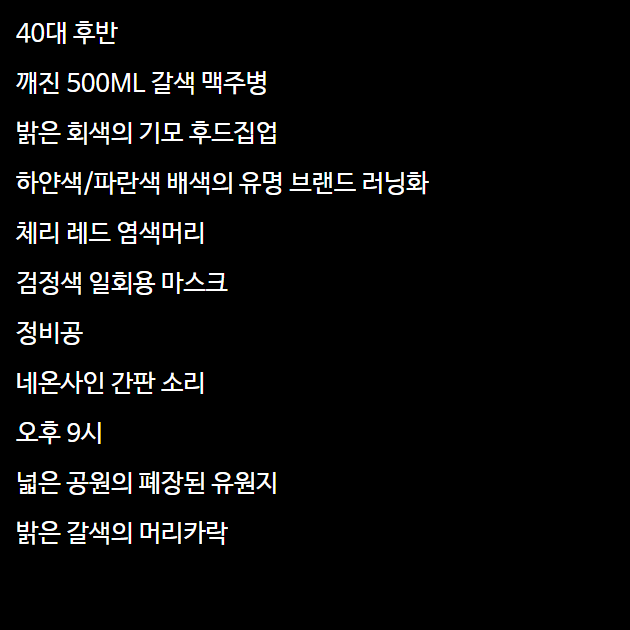 40대 후반
깨진 500ML 갈색 맥주병
밝은 회색의 기모 후드집업
하얀색/파란색 배색의 유명 브랜드 러닝화
체리 레드 염색머리
검정색 일회용 마스크
정비공
네온사인 간판 소리
오후 9시
넓은 공원의 폐장된 유원지
밝은 갈색의 머리카락